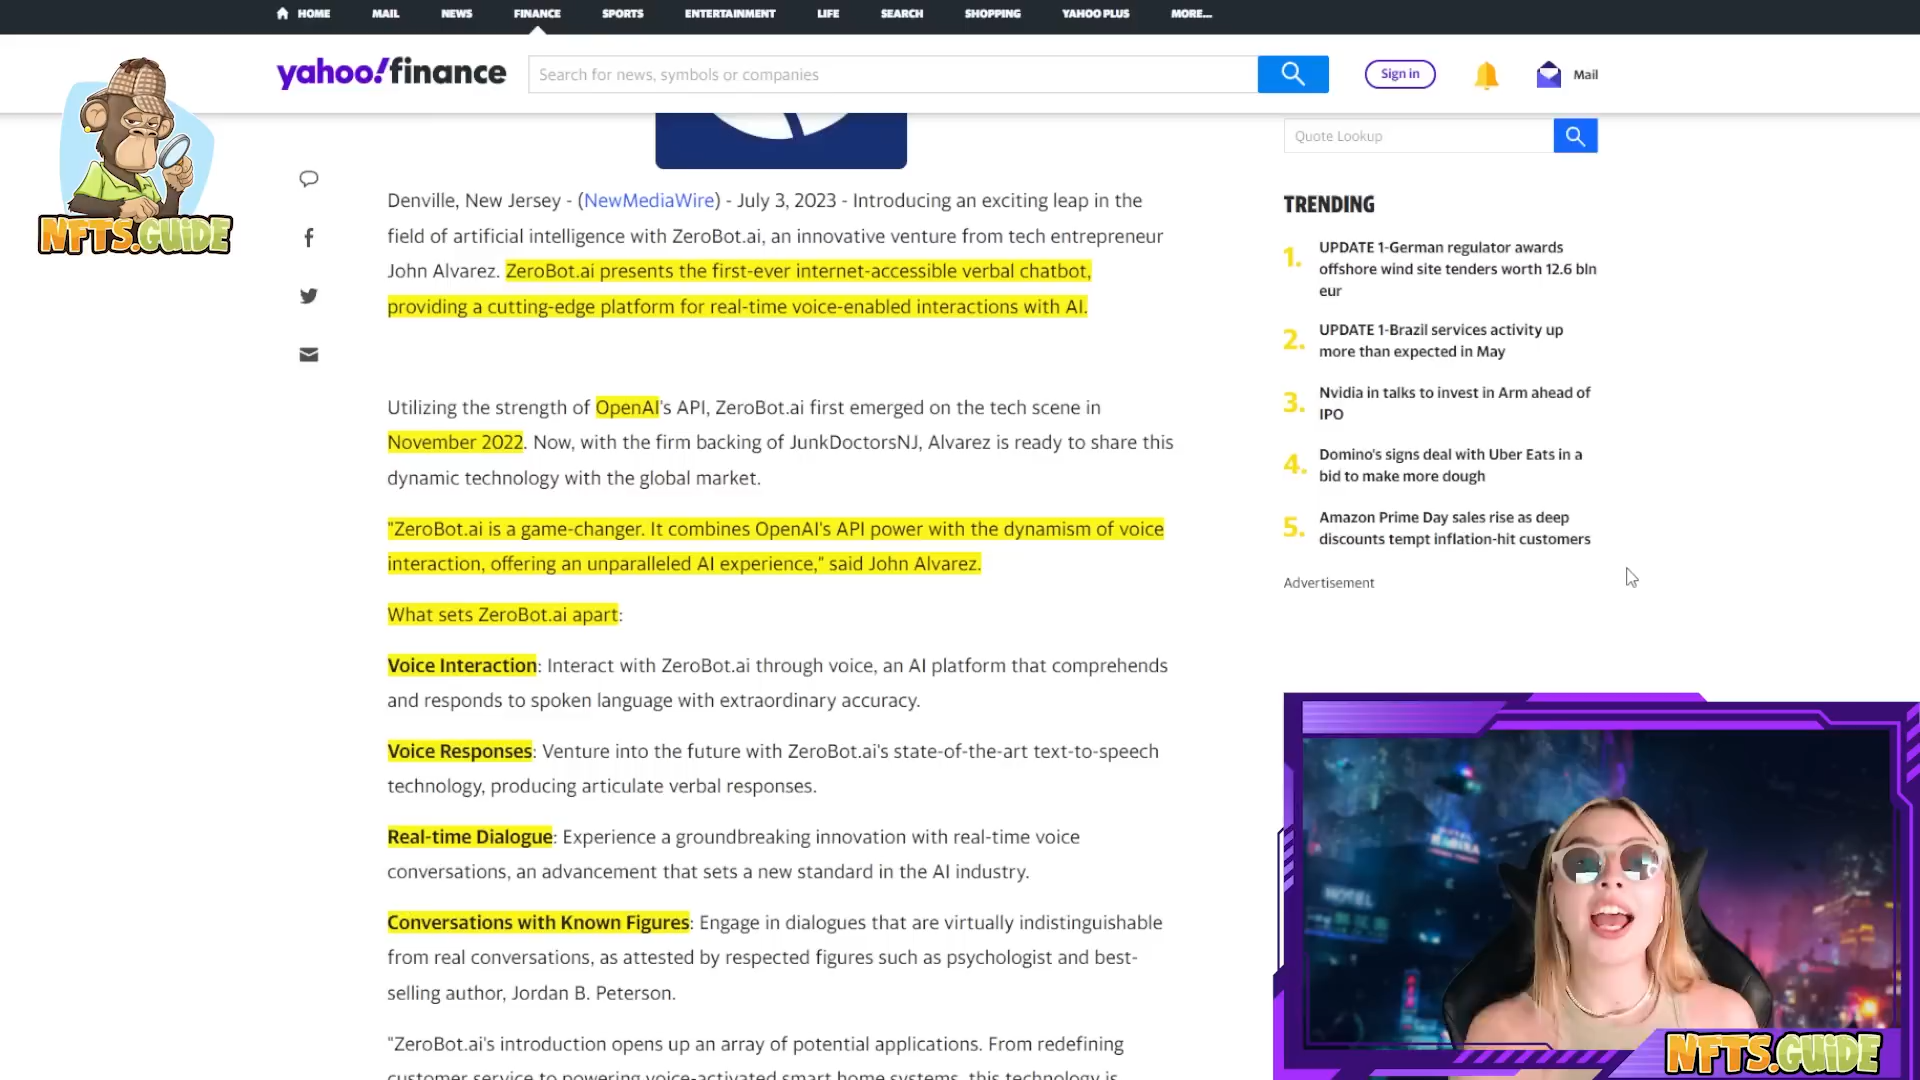 HOME MAIL NEWS FINANCE SPORTS ENTERTAINMENT LIFE SEARCH SHOPPING YAHOO PLUS MORE...
yahoo!finance
Search for news, symbols or companies
Sign in
Mail
NFTS.GUiDE
Denville, New Jersey - (NewMediaWire) - July 3, 2023 - Introducing an exciting leap in the
field of artificial intelligence with ZeroBot.ai, an innovative venture from tech entrepreneur
John Alvarez. ZeroBot.ai presents the first-ever internet-accessible verbal chatbot,
providing a cutting-edge platform for real-time voice-enabled interactions with AI.
Utilizing the strength of OpenAI's API, ZeroBot.ai first emerged on the tech scene in
November 2022. Now, with the firm backing of JunkDoctorsNJ, Alvarez is ready to share this
dynamic technology with the global market.
"ZeroBot.ai is a game-changer. It combines OpenAI's API power with the dynamism of voice
interaction, offering an unparalleled AI experience," said John Alvarez.
What sets ZeroBot.ai apart:
Voice Interaction: Interact with ZeroBot.ai through voice, an AI platform that comprehends
and responds to spoken language with extraordinary accuracy.
Voice Responses: Venture into the future with ZeroBot.ai's state-of-the-art text-to-speech
technology, producing articulate verbal responses.
Real-time Dialogue: Experience a groundbreaking innovation with real-time voice
conversations, an advancement that sets a new standard in the AI industry.
Conversations with Known Figures: Engage in dialogues that are virtually indistinguishable
from real conversations, as attested by respected figures such as psychologist and best-
selling author, Jordan B. Peterson.
"ZeroBot.ai's introduction opens up an array of potential applications. From redefining
customer service to powering voice-activated smart home systems, this technology is
Quote Lookup
TRENDING
1. UPDATE 1-German regulator awards
offshore wind site tenders worth 12.6 bln
eur
2. UPDATE 1-Brazil services activity up
more than expected in May
3. Nvidia in talks to invest in Arm ahead of
IPO
4. Domino's signs deal with Uber Eats in a
bid to make more dough
5. Amazon Prime Day sales rise as deep
discounts tempt inflation-hit customers
Advertisement
HOTEL
NFTS.GUiDE